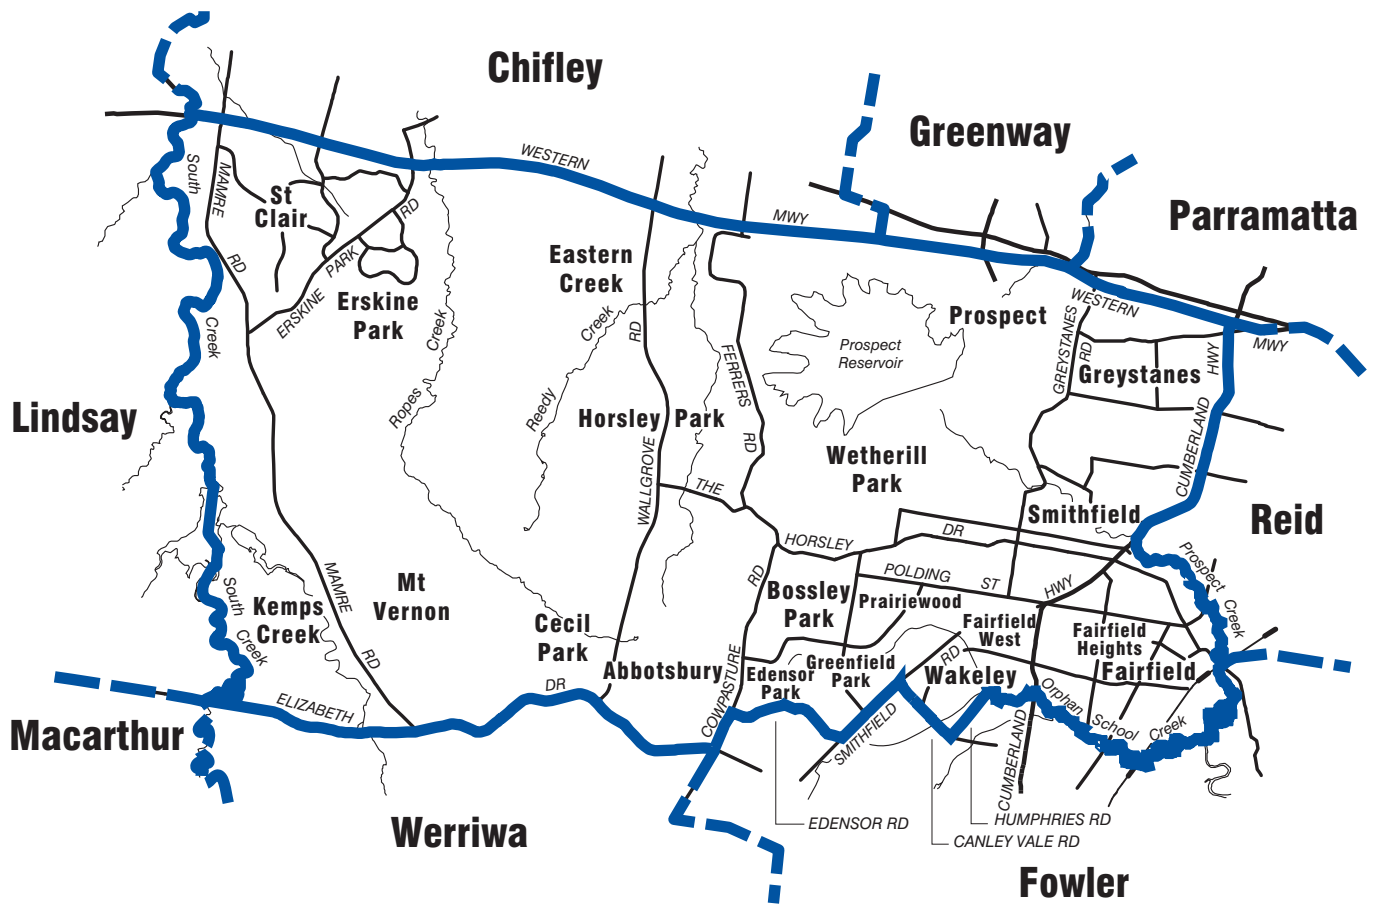 Chifley
Greenway
Parramatta
WESTERN
MWY
South
MAMRE
RD
St
Clair
RD
PARK
ERSKINE
Erskine
Park
Creek
Eastern
Creek
Creek
RD
Ropes
Creek
Reedy
Prospect
Reservoir
Prospect
WESTERN
MWY
GREYSTANES
RD
HWY
Greystanes
FERRERS
RD
Lindsay
Horsley Park
CUMBERLAND
Wetherill
Park
WALLGROVE
THE
Smithfield
Reid
HORSLEY
DR
Prospect
Creek
POLDING
ST
HWY
RD
Bossley
Park
Prairiewood
Fairfield
West
Fairfield
Heights
Fairfield
South
Creek
Kemps
Creek
MAMRE
RD
Mt
Vernon
Cecil
Park
Abbotsbury
COWPASTURE
Edensor
Park
Greenfield
Park
RD
Wakeley
Orphan
School
Creek
DR
ELIZABETH
SMITHFIELD
CUMBERLAND
Macarthur
Werriwa
EDENSOR RD
HUMPHRIES RD
CANLEY VALE RD
Fowler